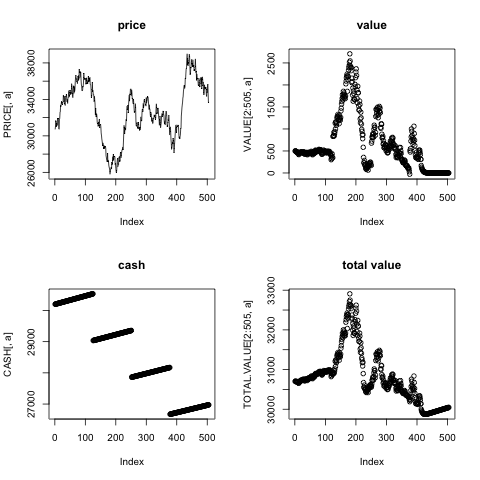 price
PRICE[, a]
26000 30000 34000 38000
0 100 200 300 400 500
Index
value
VALUE[2:505, a]
0 500 1500 2500
0 100 200 300 400 500
Index
cash
CASH[, a]
27000 29000
0 100 200 300 400 500
Index
total value
TOTAL.VALUE[2:505, a]
30000 31000 32000 33000
0 100 200 300 400 500
Index